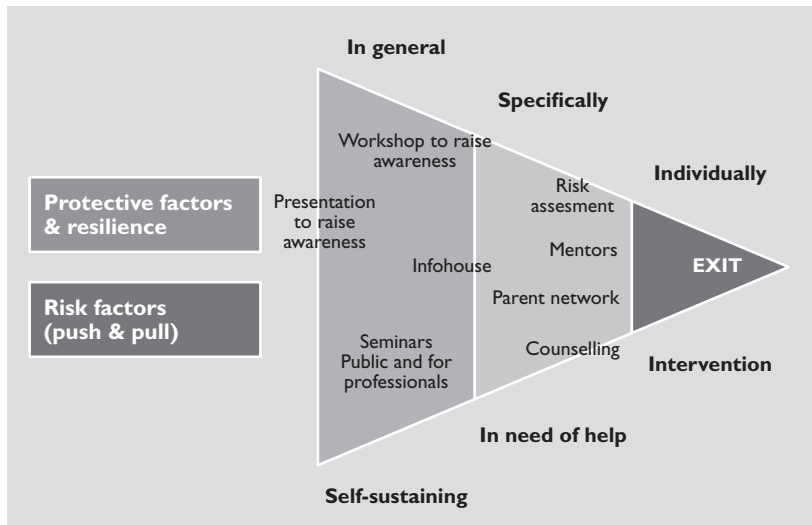 In general
Specifically
Individually
Workshop to raise
awareness
Protective factors
& resilience
Presentation
to raise
awareness
Risk
assesment
Mentors
Infohouse
EXIT
Risk factors
(push & pull)
Parent network
Seminars
Public and for
professionals
Counselling
Intervention
In need of help
Self-sustaining